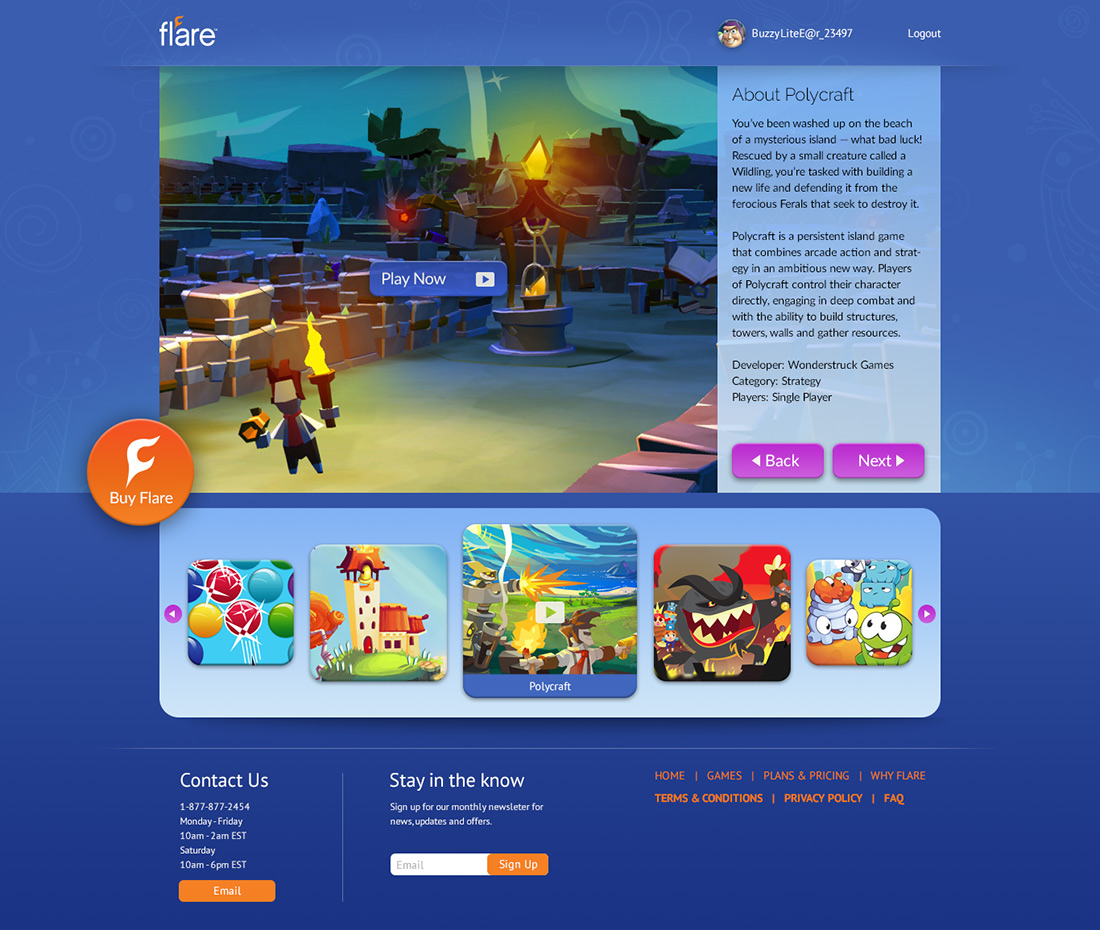 flare
BuzzyLiteE@r_23497
Logout
About Polycraft
You've been washed up on the beach
of a mysterious island — what bad luck!
Rescued by a small creature called a
Wildling, you're tasked with building a
new life and defending it from the
ferocious Ferals that seek to destroy it.
Polycraft is a persistent island game
that combines arcade action and strat-
egy in an ambitious new way. Players
of Polycraft control their character
directly, engaging in deep combat and
with the ability to build structures,
towers, walls and gather resources.
Developer: Wonderstruck Games
Category: Strategy
Players: Single Player
Play Now
Back
Next
Buy Flare
Polycraft
Contact Us
1-877-877-2454
Monday - Friday
10am - 2am EST
Saturday
10am - 6pm EST
Email
Stay in the know
Sign up for our monthly newsleter for
news,updates and offers.
Email
Sign Up
HOME | GAMES | PLANS & PRICING | WHY FLARE
TERMS & CONDITIONS | PRIVACY POLICY | FAQ